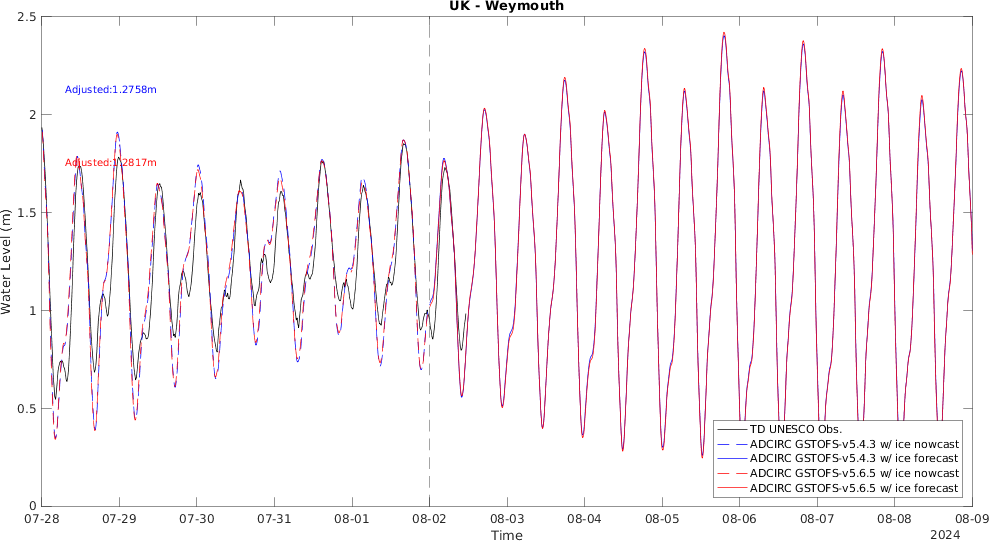 UK - Weymouth
2.5
2
1.5
1
0.5
0
Water Level (m)
Adjusted:1.2758m
Adjusted:1.2817m
TD UNESCO Obs.
ADCIRC GSTOFS-v5.4.3 w/ ice nowcast
ADCIRC GSTOFS-v5.4.3 w/ ice forecast
ADCIRC GSTOFS-v5.6.5 w/ ice nowcast
ADCIRC GSTOFS-v5.6.5 w/ ice forecast
07-28 07-29 07-30 07-31 08-01 08-02 08-03 08-04 08-05 08-06 08-07 08-08 08-09
Time
2024